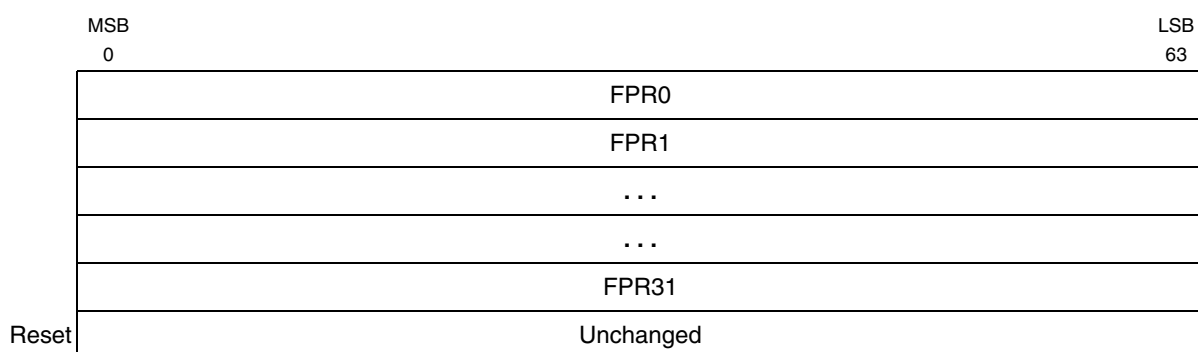 MSB LSB
0 63
FPR0
FPR1
. . .
. . .
FPR31
Reset Unchanged